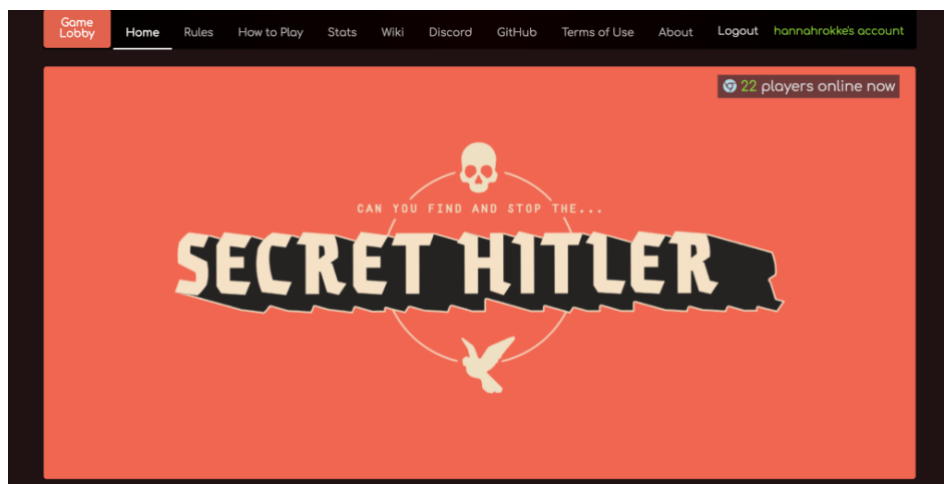 Game
Lobby
Home Rules How to Play Stats Wiki Discord GitHub Terms of Use About Logout hannahrokke's account
22 players online now
CAN YOU FIND AND STOP THE...
SECRET HITLER